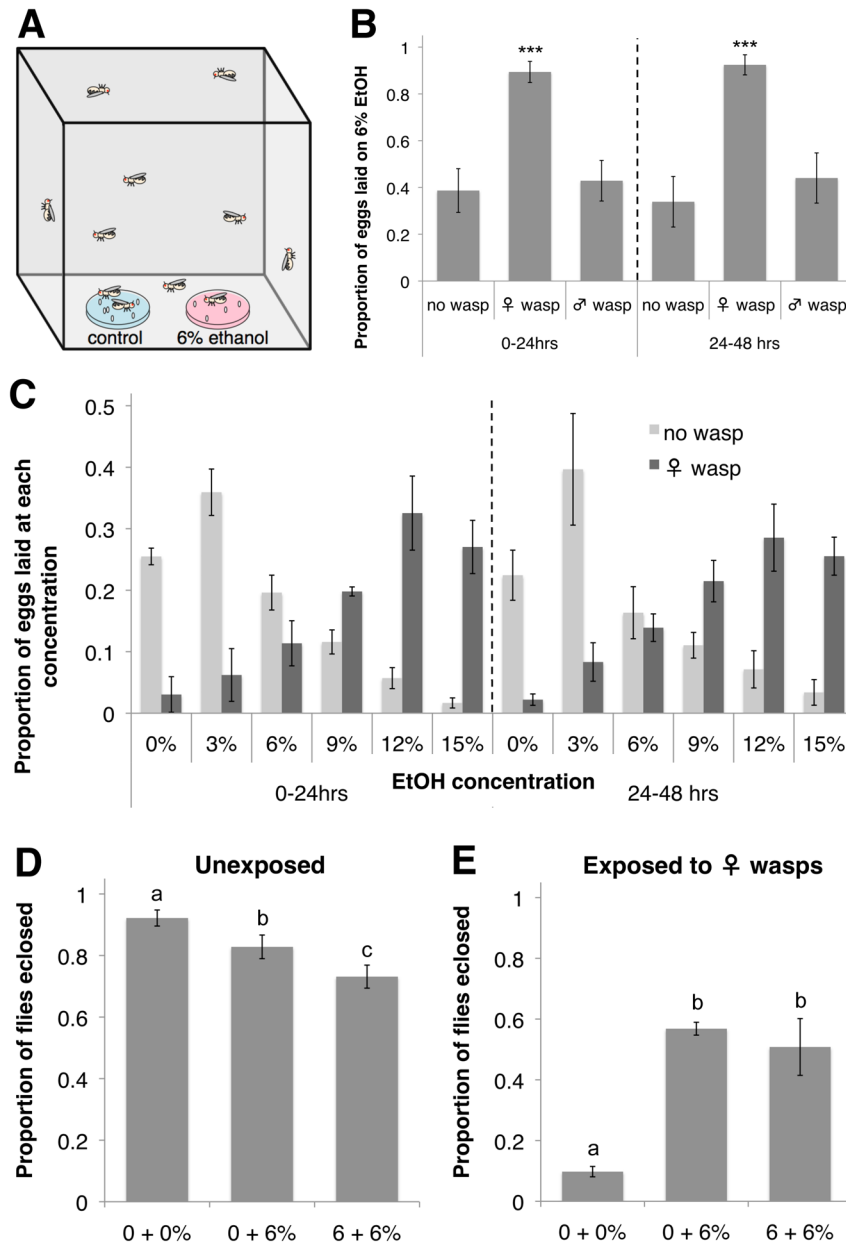 A
control
6% ethanol
B
Proportion of eggs laid on 6% EtOH
1
0.8
0.6
0.4
0.2
0
***
***
no wasp
♀ wasp
♂ wasp
no wasp
♀ wasp
♂ wasp
0-24hrs
24-48 hrs
C
Proportion of eggs laid at each
concentration
0.5
0.4
0.3
0.2
0.1
0
no wasp
♀ wasp
0%
3%
6%
9%
12%
15%
0%
3%
6%
9%
12%
15%
EtOH concentration
0-24hrs
24-48 hrs
D
Unexposed
Proportion of flies eclosed
1
0.8
0.6
0.4
0.2
0
a
b
c
0 + 0%
0 + 6%
6 + 6%
E
Exposed to ♀ wasps
Proportion of flies eclosed
1
0.8
0.6
0.4
0.2
0
a
b
b
0 + 0%
0 + 6%
6 + 6%